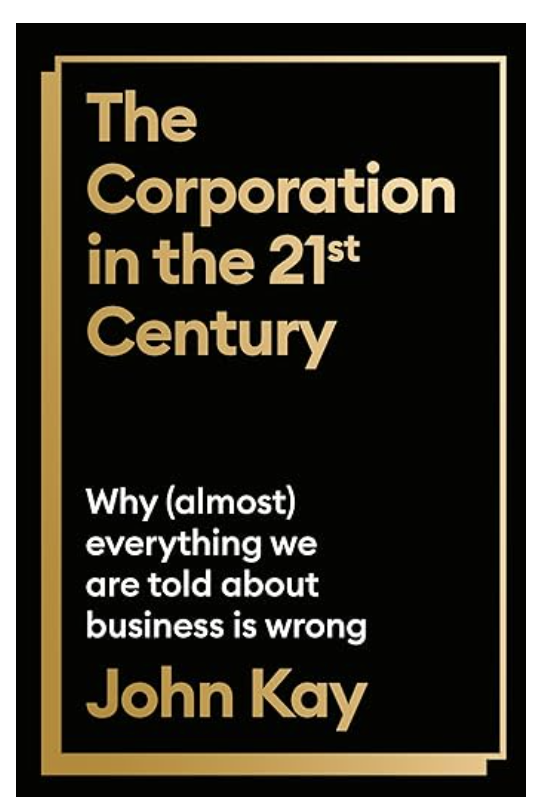 The
Corporation
in the 21st
Century
Why (almost)
everything we
are told about
business is wrong
John Kay